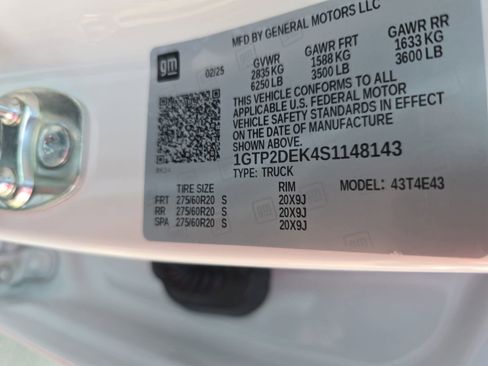 MFD BY GENERAL MOTORS LLC
gm
02/25
GVWR GAWR FRT GAWR RR
2835 KG 1588 KG 1633 KG
6250 LB 3500 LB 3600 LB
THIS VEHICLE CONFORMS TO ALL
APPLICABLE U.S. FEDERAL MOTOR
VEHICLE SAFETY STANDARDS IN EFFECT
ON THE DATE OF MANUFACTURE
SHOWN ABOVE.
1GTP2DEK4S1148143
TYPE: TRUCK
MODEL: 43T4E43
TIRE SIZE RIM
FRT 275/60R20 S 20X9J
RR 275/60R20 S 20X9J
SPA 275/60R20 S 20X9J